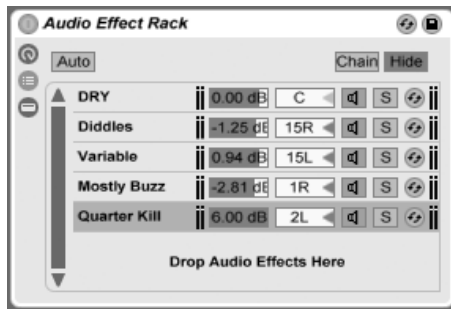 Audio Effect Rack
Auto Chain Hide
DRY 0.00 dB C S
Diddles -1.25 dB 15R S
Variable 0.94 dB 15L S
Mostly Buzz -2.81 dB 1R S
Quarter Kill 6.00 dB 2L S
Drop Audio Effects Here